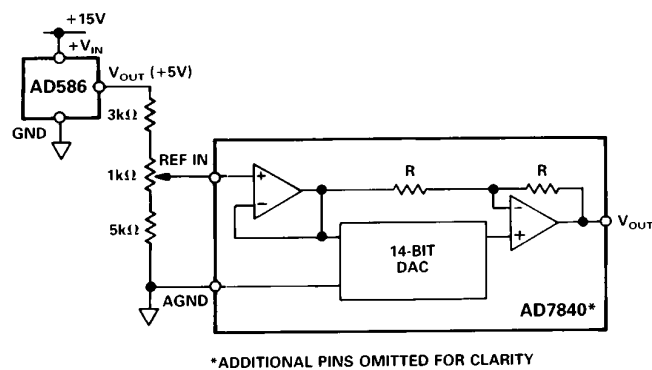 +15V
+VIN
AD586
VOUT (+5V)
GND
3kΩ
1kΩ
REF IN
5kΩ
AGND
+
−
R
R
−
+
VOUT
14-BIT
DAC
AD7840*
*ADDITIONAL PINS OMITTED FOR CLARITY